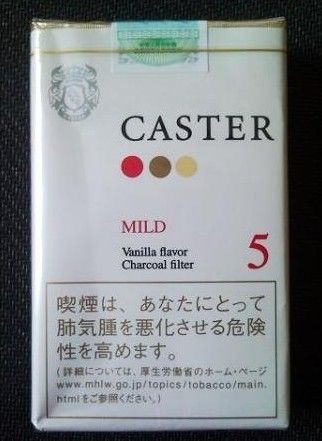 CASTER
MILD
Vanilla flavor
Charcoal filter
5
喫煙は、あなたにとって
肺気腫を悪化させる危険
性を高めます。
(詳細については、厚生労働省のホーム・ページ
www.mhlw.go.jp/topics/tobacco/main.
htmlをご参照ください。)